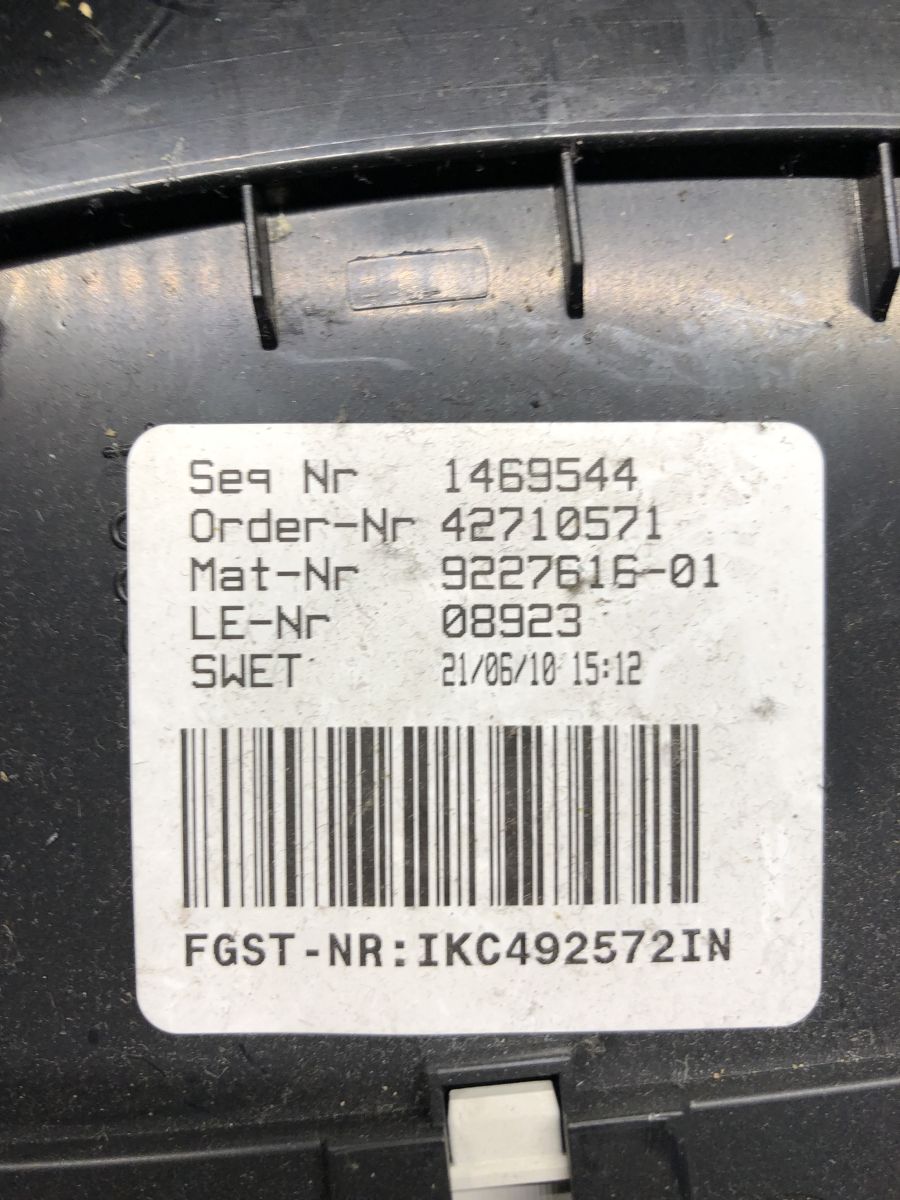 Seq Nr 1469544
Order-Nr 42710571
Mat-Nr 9227616-01
LE-Nr 08923
SWET 21/06/10 15:12
FGST-NR:IKC492572IN